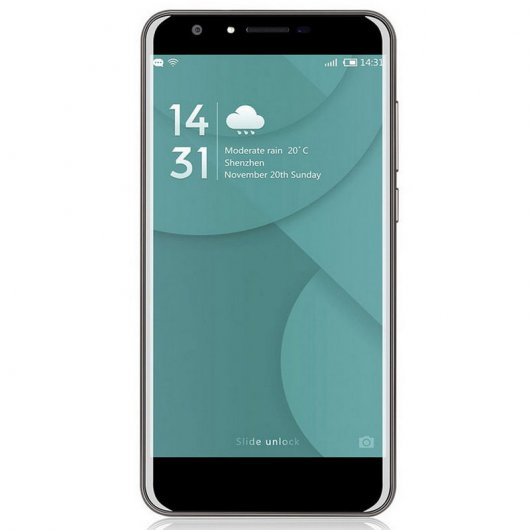 14:31
14
31
Moderate rain 20°C
Shenzhen
November 20th Sunday
Slide unlock